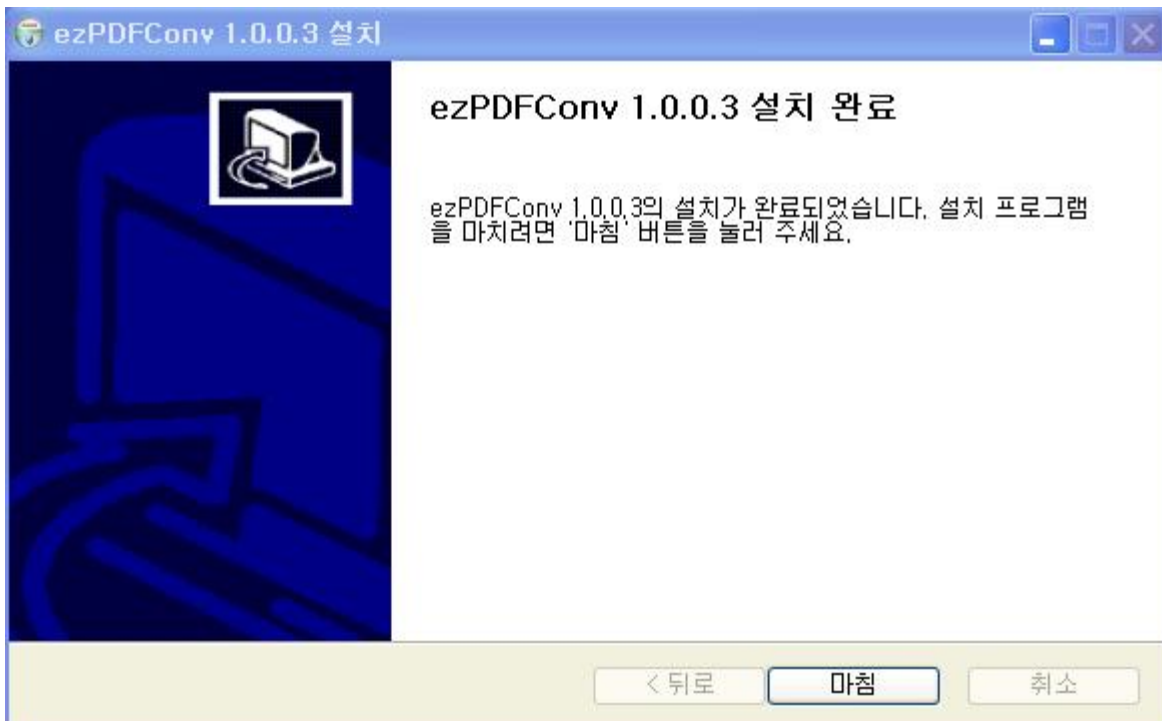 ezPDFConv 1.0.0.3 설치
ezPDFConv 1.0.0.3 설치 완료
ezPDFConv 1.0.0.3의 설치가 완료되었습니다. 설치 프로그램
을 마치려면 '마침' 버튼을 눌러 주세요.
< 뒤로 마침 취소